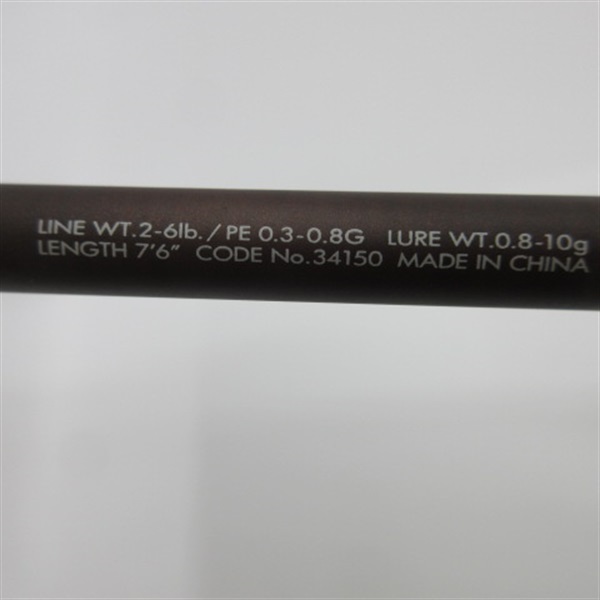 LINE WT.2-6lb./PE 0.3-0.8G LURE WT.0.8-10g
LENGTH 7'6” CODE No.34150 MADE IN CHINA